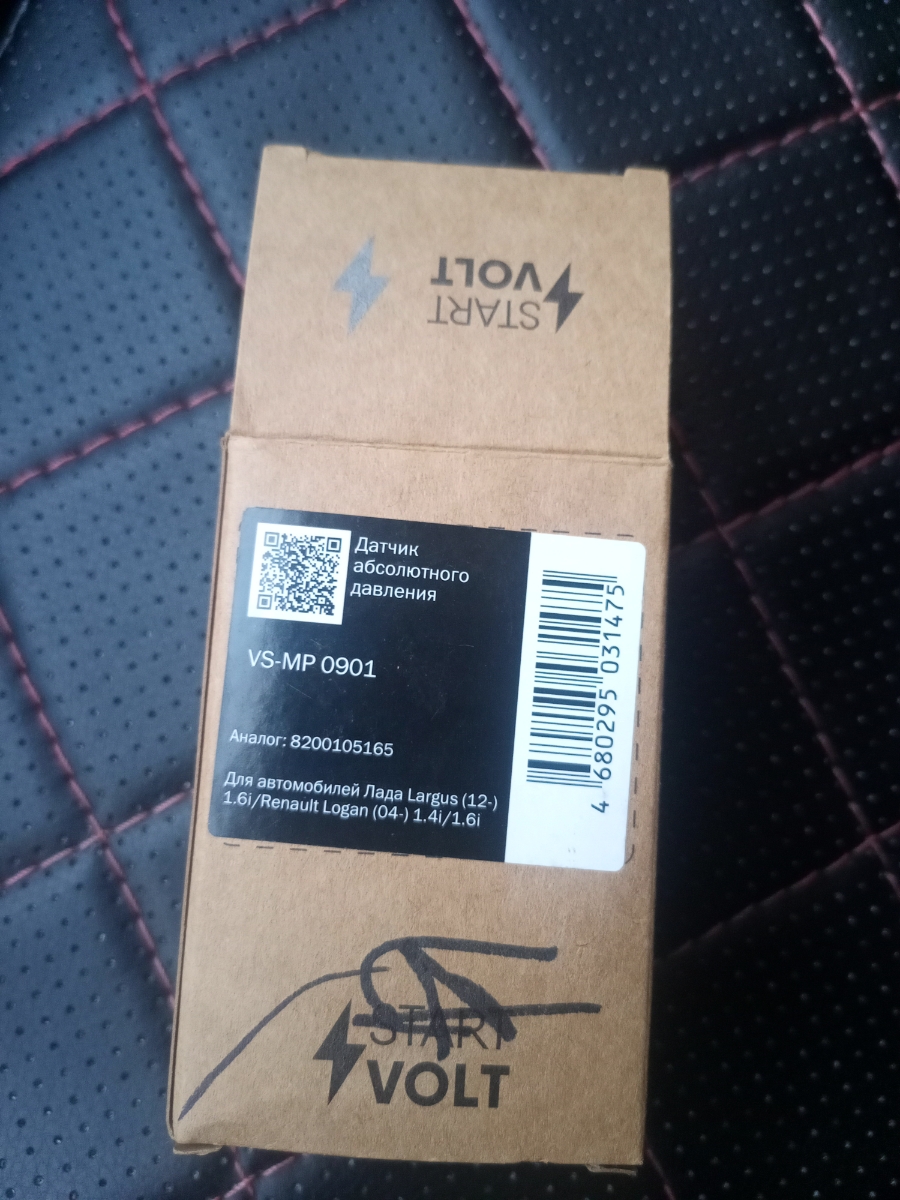 START
VOLT
Датчик
абсолютного
давления
VS-MP 0901
Аналог: 8200105165
Для автомобилей Лада Largus (12-)
1.6i/Renault Logan (04-) 1.4i/1.6i
4 680295 031475
START
VOLT